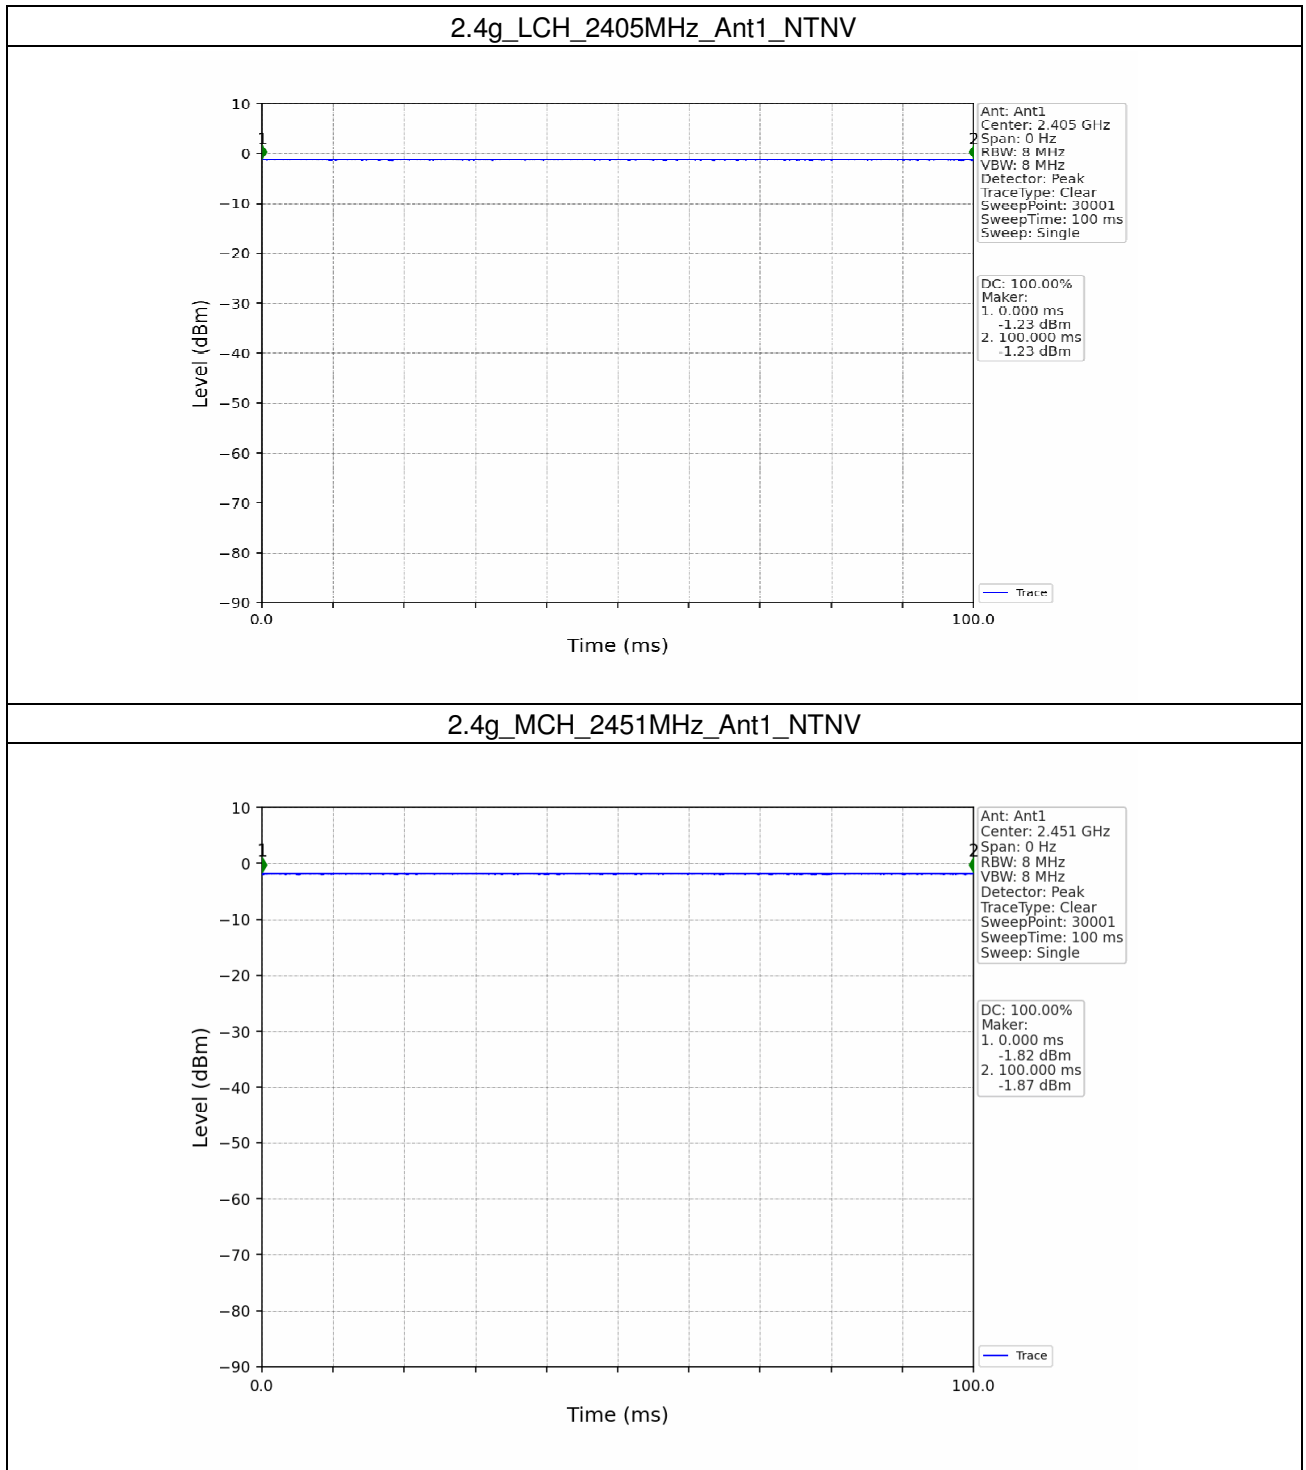 2.4g_LCH_2405MHz_Ant1_NTNV
10
0
−10
−20
−30
−40
−50
−60
−70
−80
−90
Level (dBm)
1
2
0.0
100.0
Time (ms)
Ant: Ant1
Center: 2.405 GHz
Span: 0 Hz
RBW: 8 MHz
VBW: 8 MHz
Detector: Peak
TraceType: Clear
SweepPoint: 30001
SweepTime: 100 ms
Sweep: Single
DC: 100.00%
Maker:
1. 0.000 ms
-1.23 dBm
2. 100.000 ms
-1.23 dBm
Trace
2.4g_MCH_2451MHz_Ant1_NTNV
10
0
−10
−20
−30
−40
−50
−60
−70
−80
−90
Level (dBm)
1
2
0.0
100.0
Time (ms)
Ant: Ant1
Center: 2.451 GHz
Span: 0 Hz
RBW: 8 MHz
VBW: 8 MHz
Detector: Peak
TraceType: Clear
SweepPoint: 30001
SweepTime: 100 ms
Sweep: Single
DC: 100.00%
Maker:
1. 0.000 ms
-1.82 dBm
2. 100.000 ms
-1.87 dBm
Trace